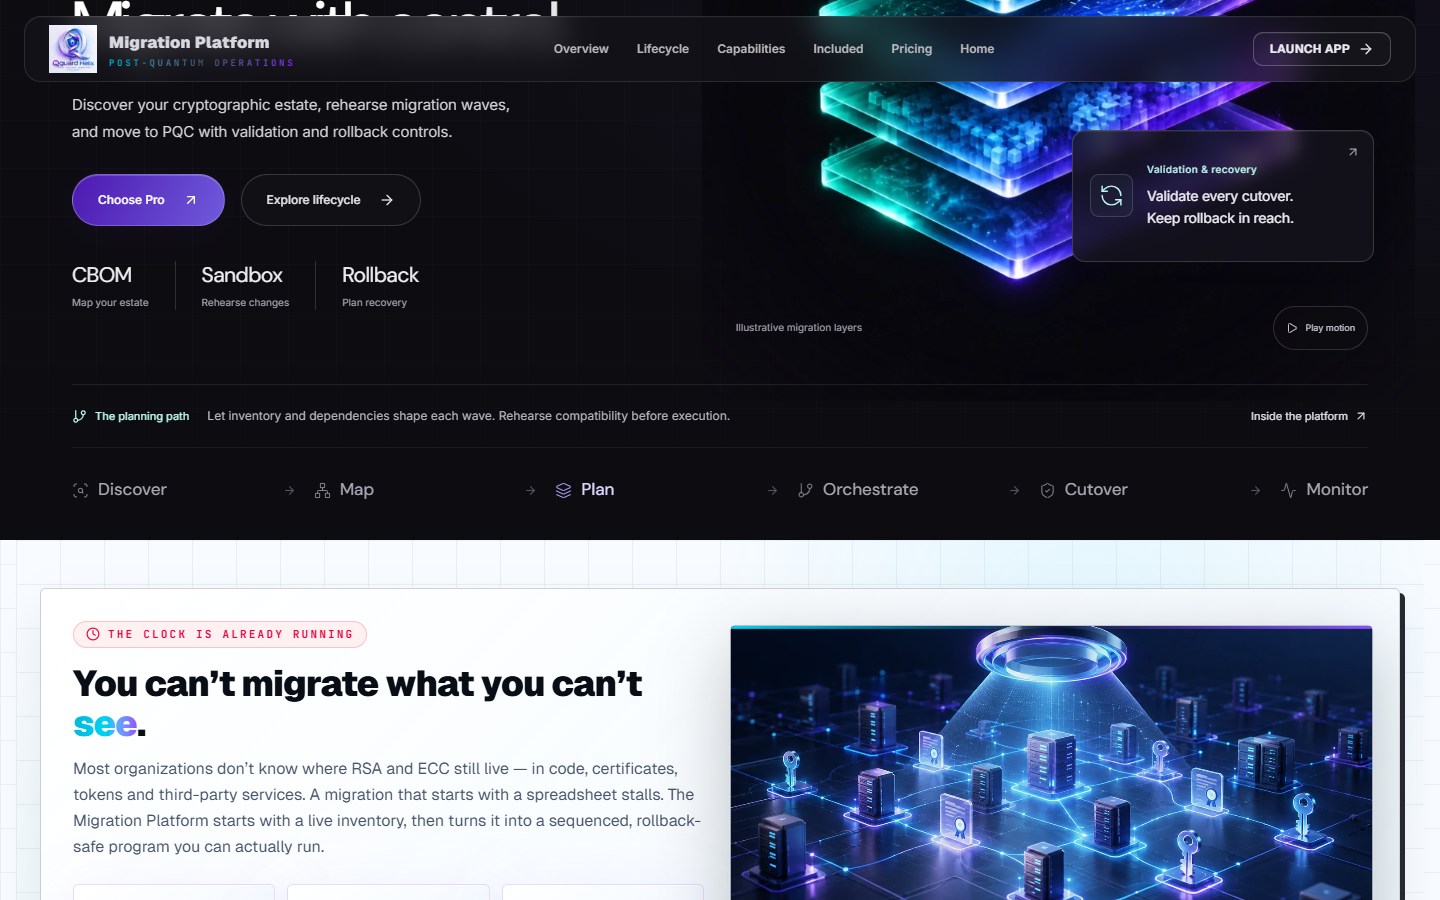 Migrate with control
Qguard Helix
Migration Platform
POST-QUANTUM OPERATIONS
Overview
Lifecycle
Capabilities
Included
Pricing
Home
LAUNCH APP
Discover your cryptographic estate, rehearse migration waves,
and move to PQC with validation and rollback controls.
Choose Pro
Explore lifecycle
CBOM
Map your estate
Sandbox
Rehearse changes
Rollback
Plan recovery
Validation & recovery
Validate every cutover.
Keep rollback in reach.
Illustrative migration layers
Play motion
The planning path
Let inventory and dependencies shape each wave. Rehearse compatibility before execution.
Inside the platform
Discover
Map
Plan
Orchestrate
Cutover
Monitor
THE CLOCK IS ALREADY RUNNING
You can’t migrate what you can’t
see.
Most organizations don’t know where RSA and ECC still live — in code, certificates,
tokens and third-party services. A migration that starts with a spreadsheet stalls. The
Migration Platform starts with a live inventory, then turns it into a sequenced, rollback-
safe program you can actually run.